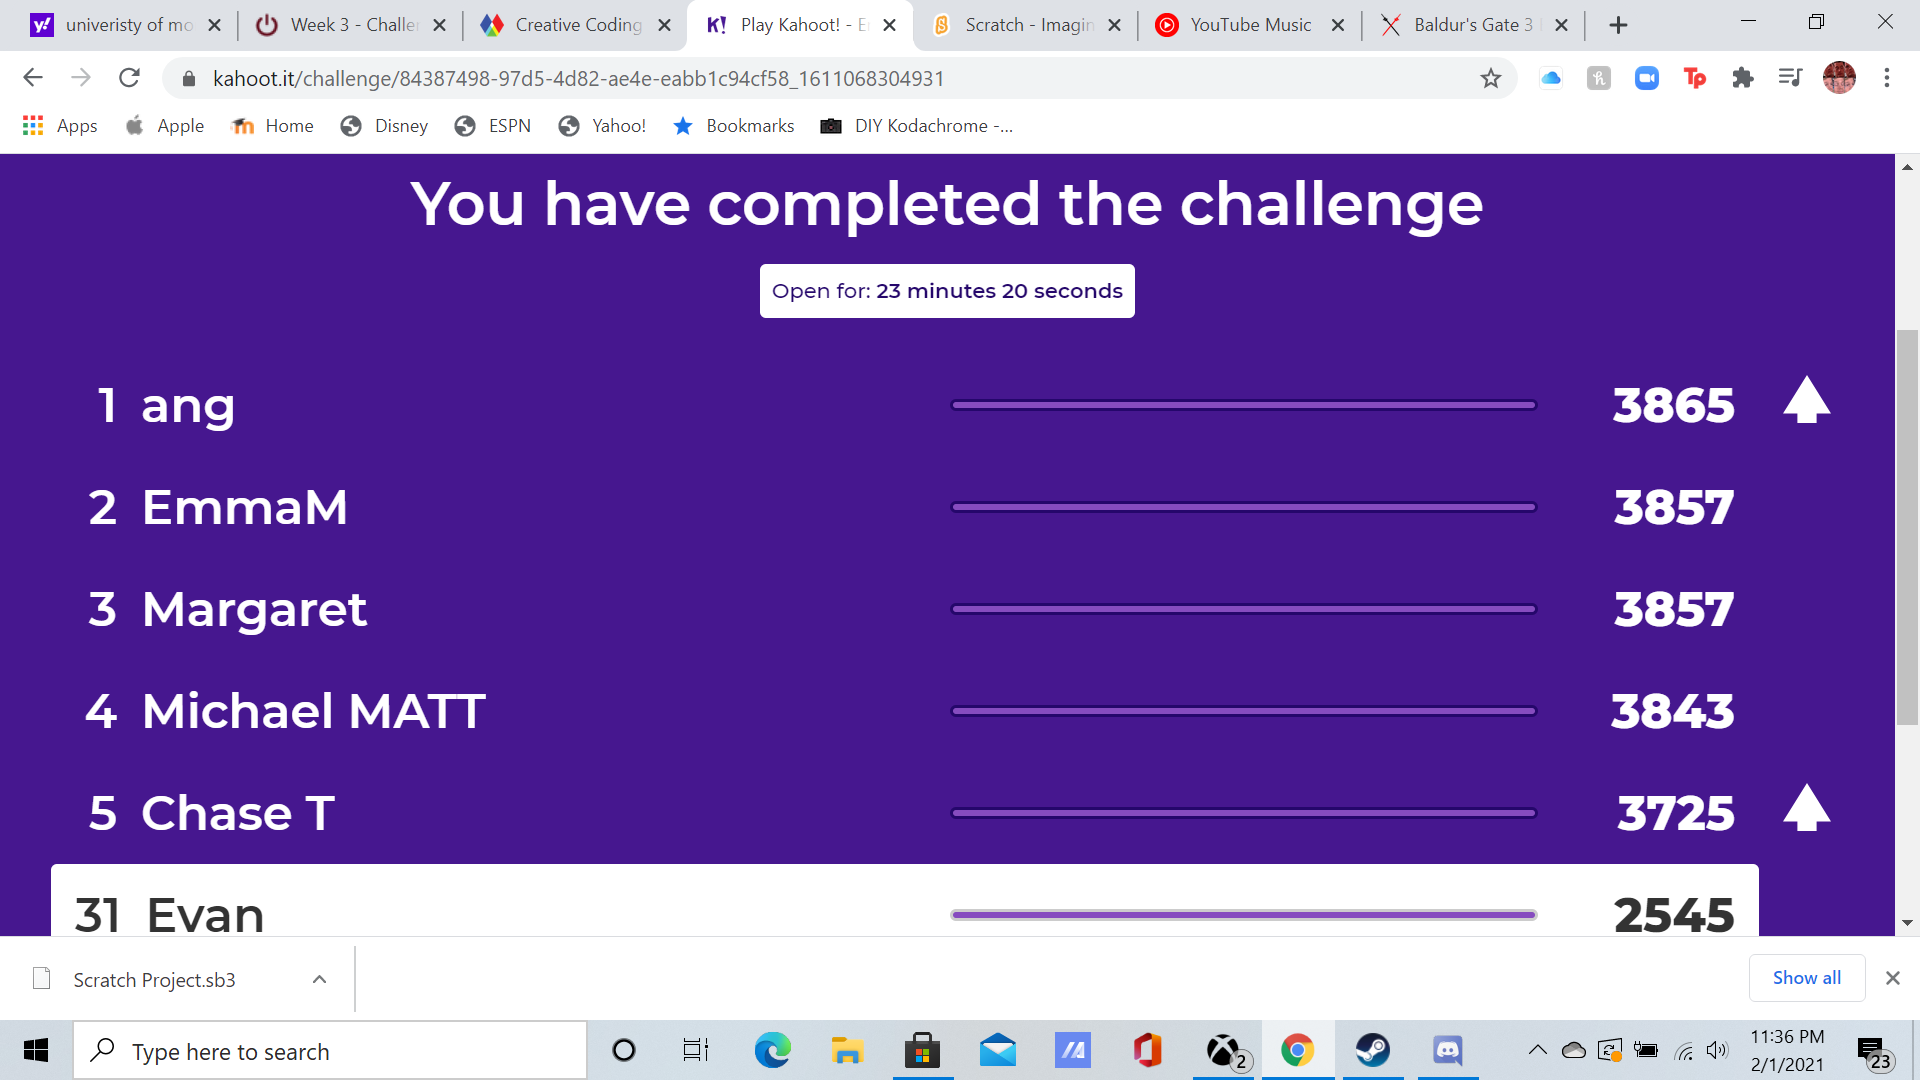 univeristy of mo
Week 3 - Challer
Creative Coding
K! Play Kahoot! - E
Scratch - Imagin
YouTube Music
Baldur's Gate 3
kahoot.it/challenge/84387498-97d5-4d82-ae4e-eabb1c94cf58_1611068304931
Apps
Apple
Home
Disney
ESPN
Yahoo!
Bookmarks
DIY Kodachrome -...
You have completed the challenge
Open for: 23 minutes 20 seconds
1 ang 3865
2 EmmaM 3857
3 Margaret 3857
4 Michael MATT 3843
5 Chase T 3725
31 Evan 2545
Scratch Project.sb3
Show all
Type here to search
2
11:36 PM
2/1/2021
23